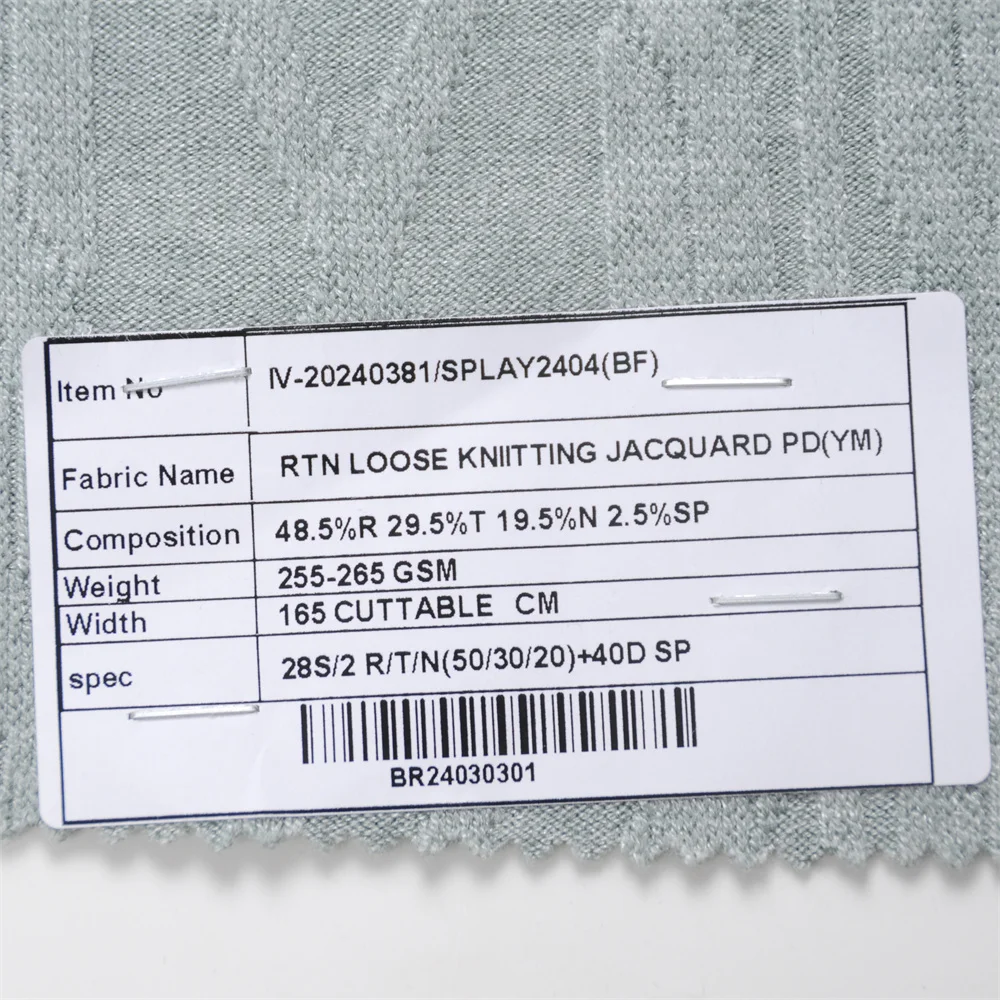 Item No IV-20240381/SPLAY2404(BF)
Fabric Name RTN LOOSE KNIITTING JACQUARD PD(YM)
Composition 48.5%R 29.5%T 19.5%N 2.5%SP
Weight 255-265 GSM
Width 165 CUTTABLE CM
spec 28S/2 R/T/N(50/30/20)+40D SP
BR24030301